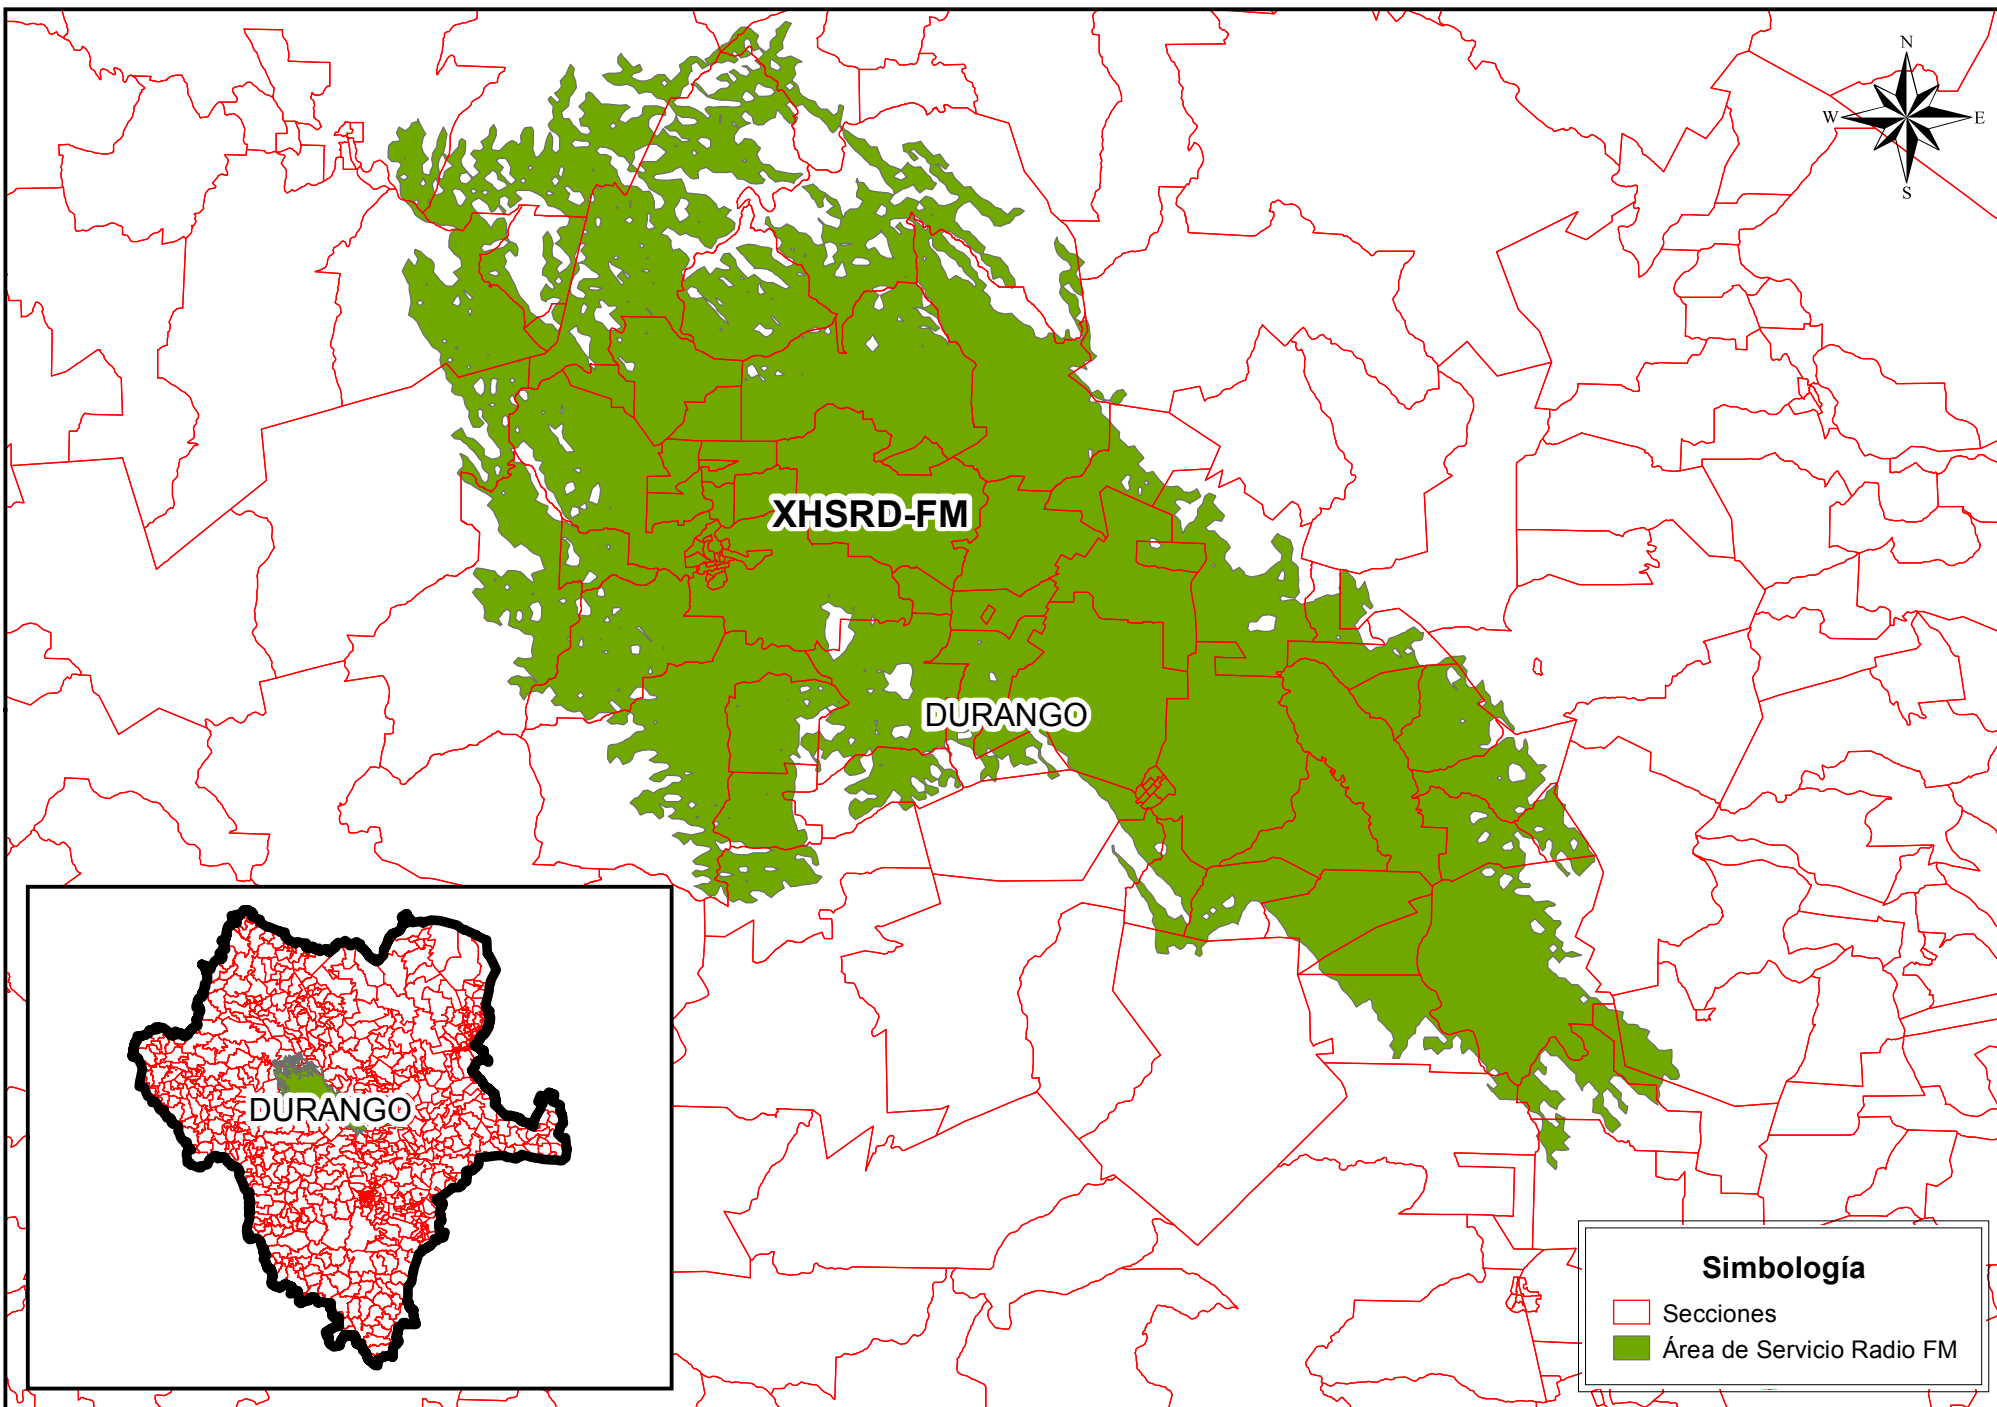 N
W
E
S
XHSRD-FM
DURANGO
DURANGO
Simbología
Secciones
Área de Servicio Radio FM